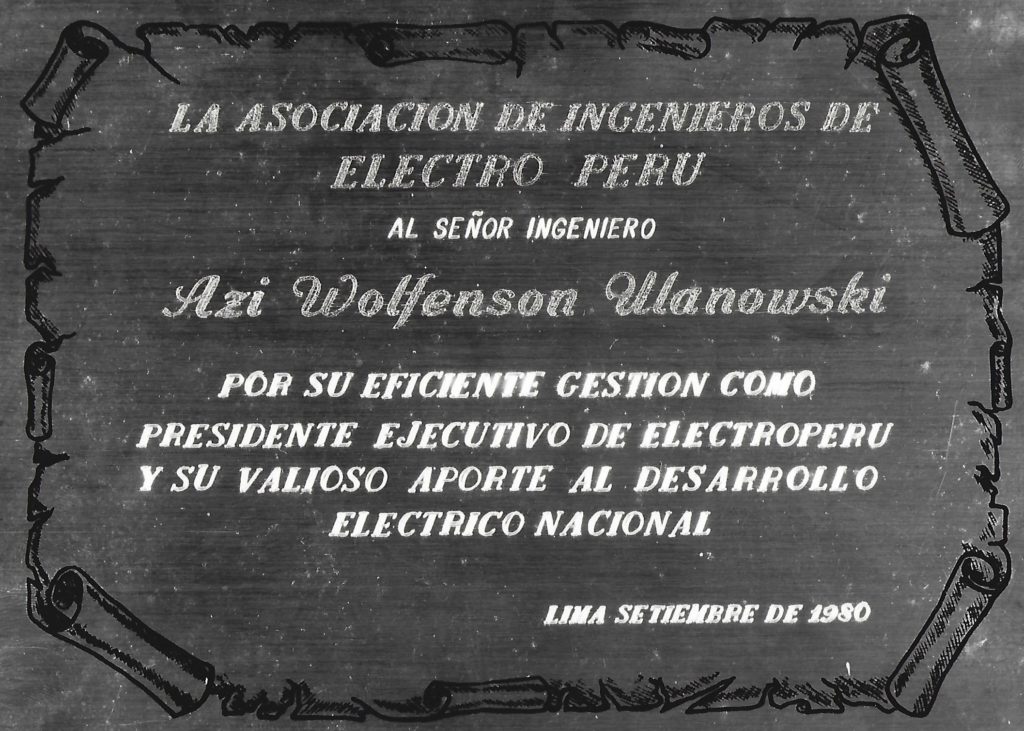 LA ASOCIACION DE INGENIEROS DE
ELECTRO PERU
AL SEÑOR INGENIERO
Azi Wolfenson Ulanowski
POR SU EFICIENTE GESTION COMO
PRESIDENTE EJECUTIVO DE ELECTROPERU
Y SU VALIOSO APORTE AL DESARROLLO
ELECTRICO NACIONAL
LIMA SETIEMBRE DE 1980